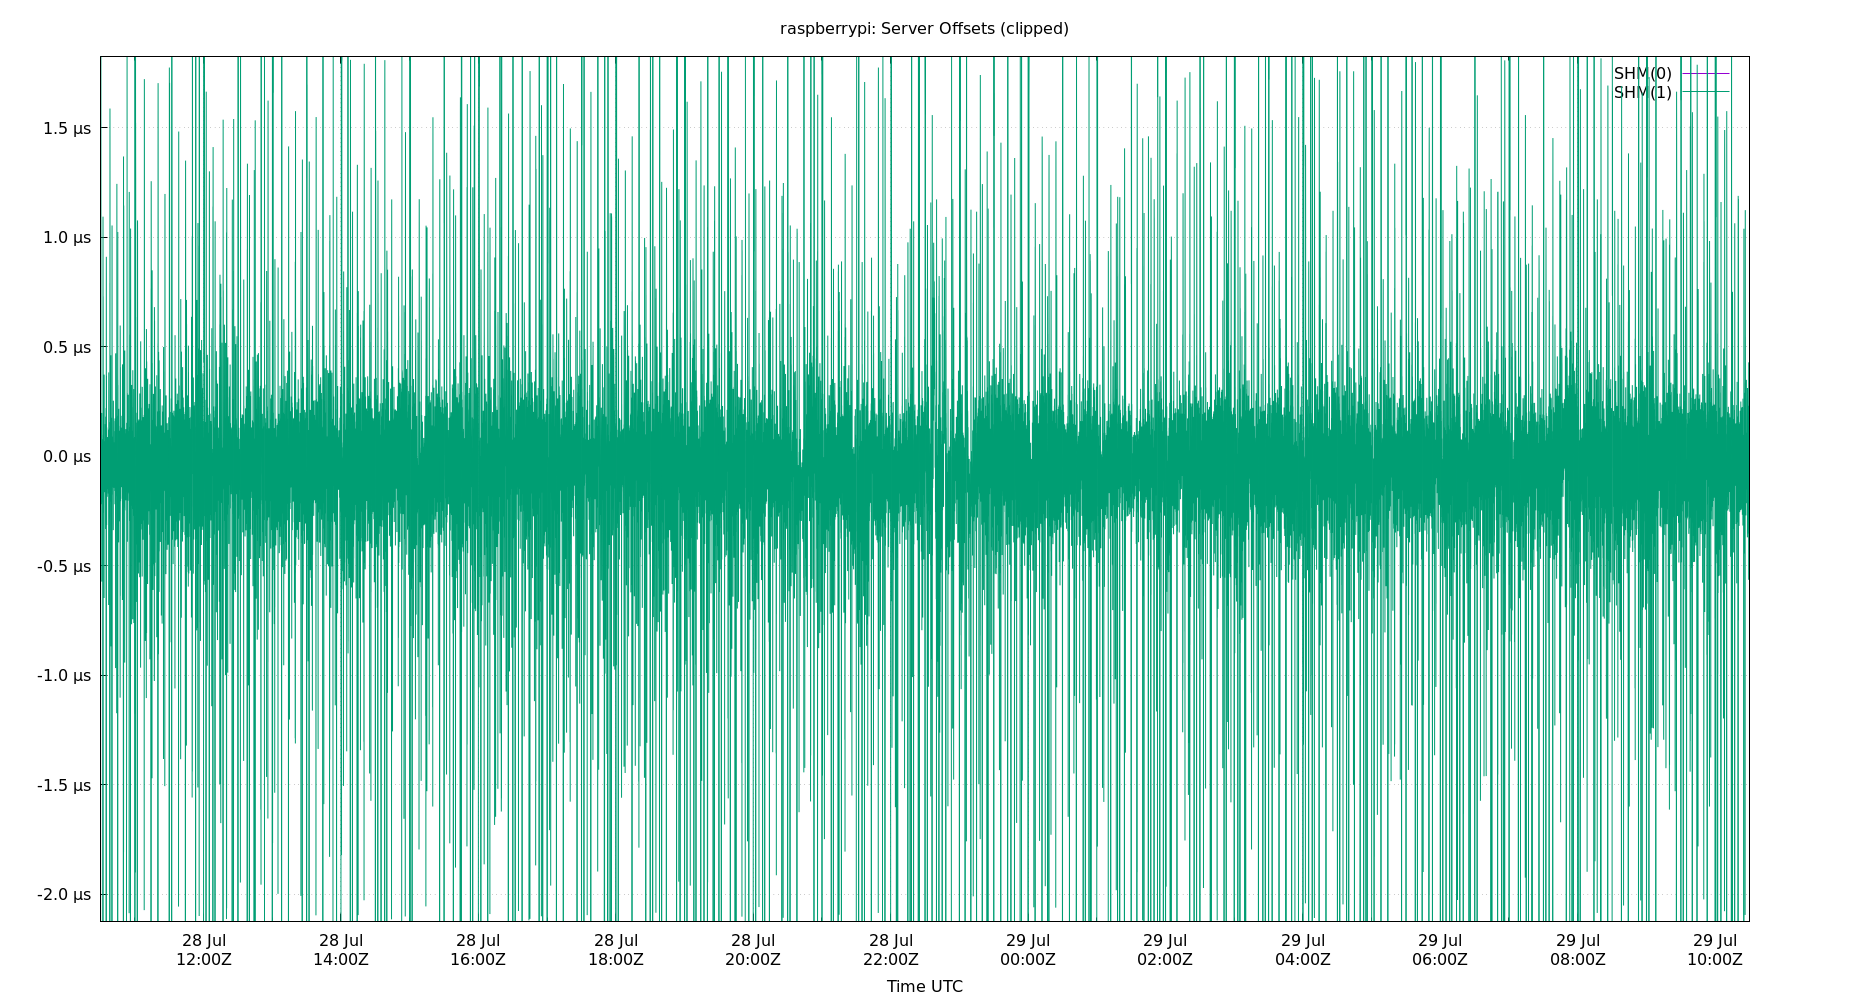 raspberrypi: Server Offsets (clipped)
SHM(0)
SHM(1)
1.5 µs
1.0 µs
0.5 µs
0.0 µs
-0.5 µs
-1.0 µs
-1.5 µs
-2.0 µs
28 Jul 28 Jul 28 Jul 28 Jul 28 Jul 28 Jul 29 Jul 29 Jul 29 Jul 29 Jul 29 Jul 29 Jul
12:00Z 14:00Z 16:00Z 18:00Z 20:00Z 22:00Z 00:00Z 02:00Z 04:00Z 06:00Z 08:00Z 10:00Z
Time UTC